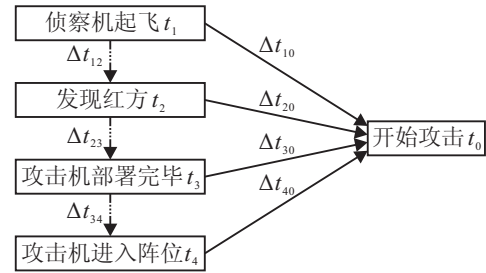 侦察机起飞 t₁
Δt₁₂
Δt₁₀
发现红方 t₂
Δt₂₀
Δt₂₃
开始攻击 t₀
Δt₃₀
攻击机部署完毕 t₃
Δt₃₄
Δt₄₀
攻击机进入阵位 t₄